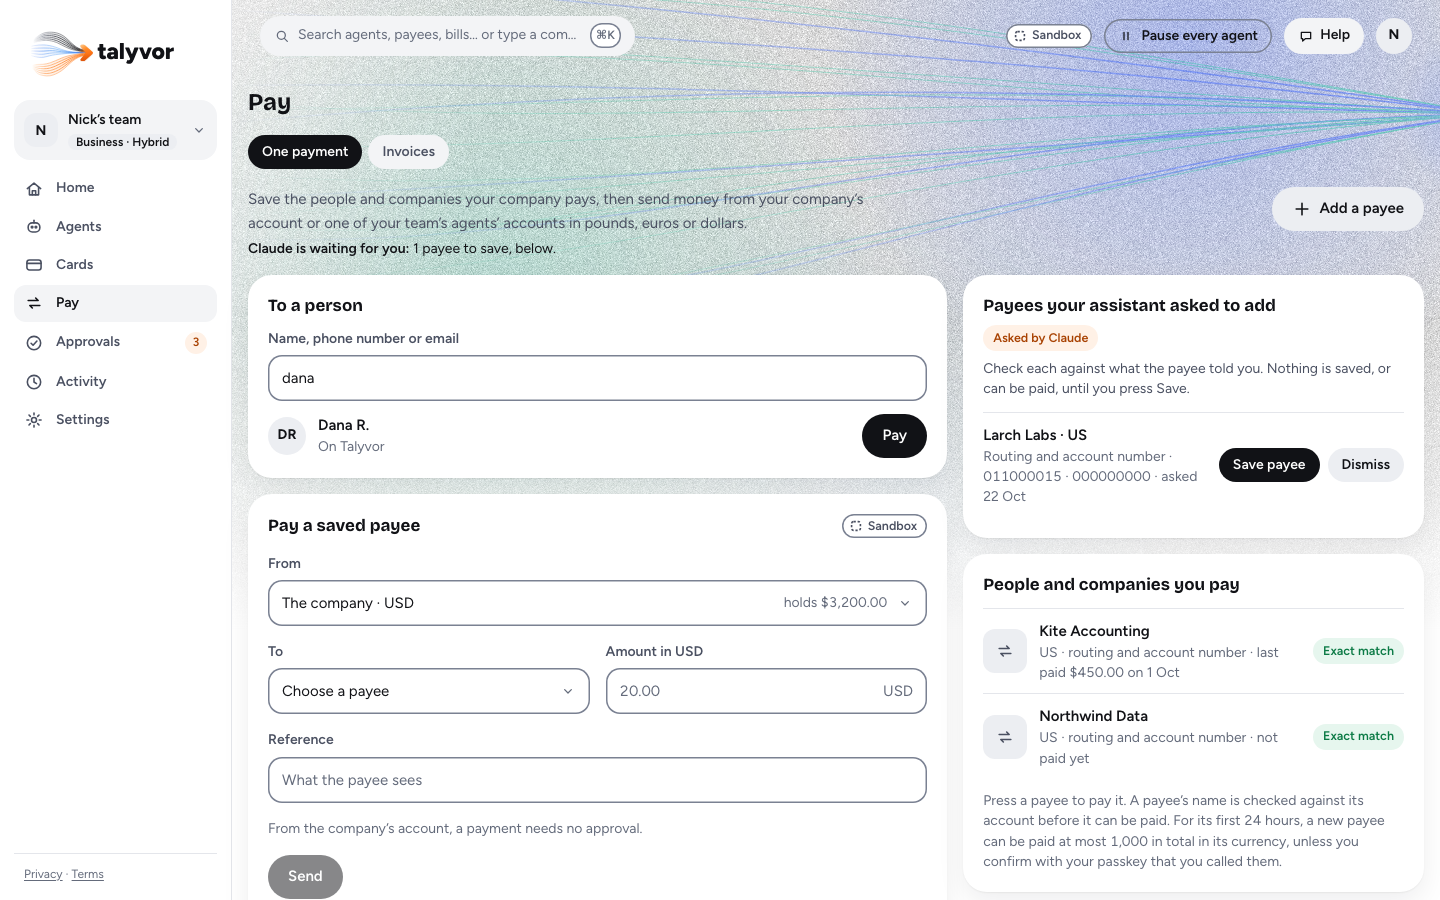 talyvor
N
Nick's team
Business · Hybrid
Home
Agents
Cards
Pay
Approvals
3
Activity
Settings
Privacy · Terms
Search agents, payees, bills... or type a com...
⌘K
Sandbox
Pause every agent
Help
N
Pay
One payment
Invoices
Save the people and companies your company pays, then send money from your company's
account or one of your team's agents' accounts in pounds, euros or dollars.
Claude is waiting for you: 1 payee to save, below.
Add a payee
To a person
Name, phone number or email
dana
DR
Dana R.
On Talyvor
Pay
Pay a saved payee
Sandbox
From
The company · USD
holds $3,200.00
To
Choose a payee
Amount in USD
20.00
USD
Reference
What the payee sees
From the company's account, a payment needs no approval.
Send
Payees your assistant asked to add
Asked by Claude
Check each against what the payee told you. Nothing is saved, or
can be paid, until you press Save.
Larch Labs · US
Routing and account number ·
011000015 · 000000000 · asked
22 Oct
Save payee
Dismiss
People and companies you pay
Kite Accounting
US · routing and account number · last
paid $450.00 on 1 Oct
Exact match
Northwind Data
US · routing and account number · not
paid yet
Exact match
Press a payee to pay it. A payee's name is checked against its
account before it can be paid. For its first 24 hours, a new payee
can be paid at most 1,000 in total in its currency, unless you
confirm with your passkey that you called them.